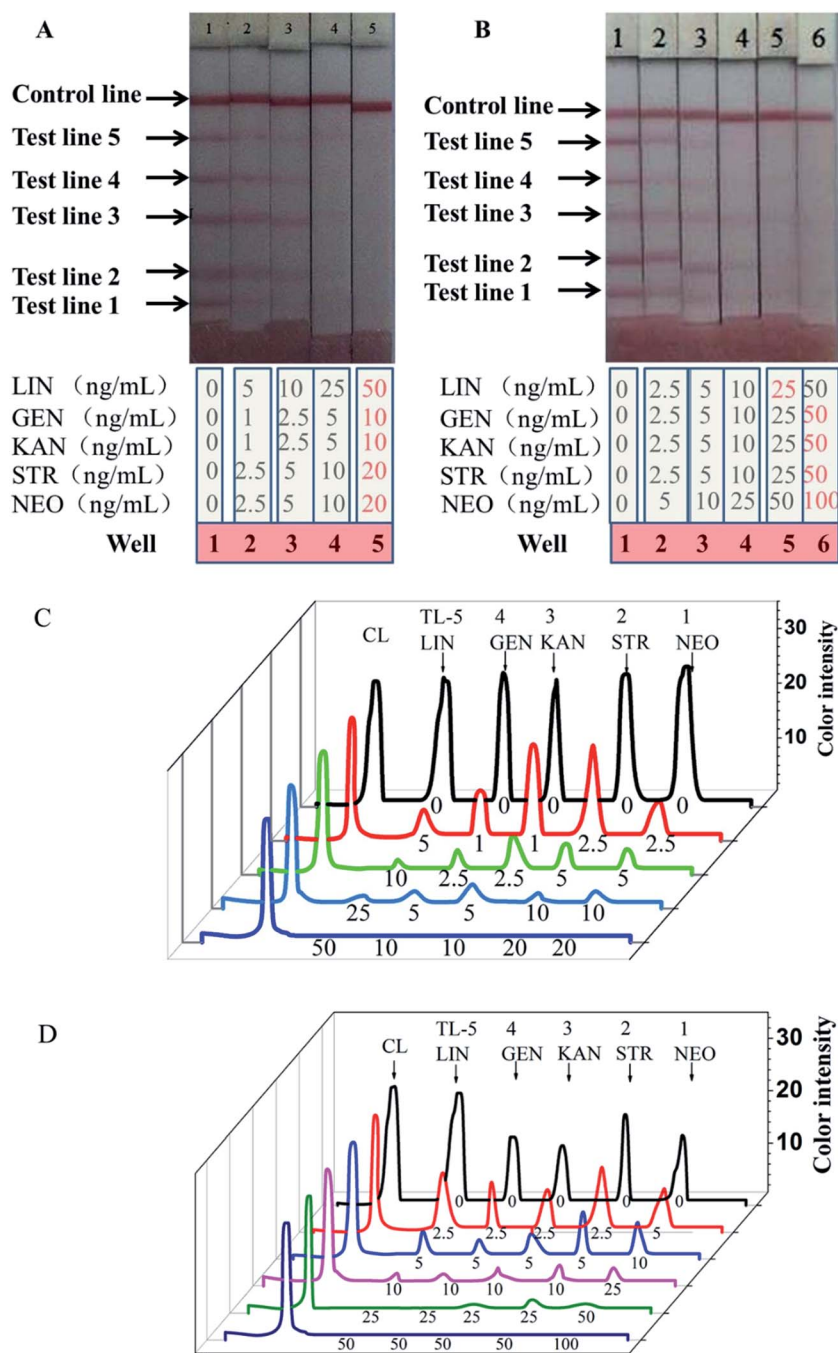 A
1 2 3 4 5
Control line
Test line 5
Test line 4
Test line 3
Test line 2
Test line 1
LIN (ng/mL) 0 5 10 25 50
GEN (ng/mL) 0 1 2.5 5 10
KAN (ng/mL) 0 1 2.5 5 10
STR (ng/mL) 0 2.5 5 10 20
NEO (ng/mL) 0 2.5 5 10 20
Well 1 2 3 4 5
B
1 2 3 4 5 6
Control line
Test line 5
Test line 4
Test line 3
Test line 2
Test line 1
LIN (ng/mL) 0 2.5 5 10 25 50
GEN (ng/mL) 0 2.5 5 10 25 50
KAN (ng/mL) 0 2.5 5 10 25 50
STR (ng/mL) 0 2.5 5 10 25 50
NEO (ng/mL) 0 5 10 25 50 100
Well 1 2 3 4 5 6
C
TL-5 4 3 2 1
CL LIN GEN KAN STR NEO
30
20
10
Color intensity
0 0 0 0 0
5 1 1 2.5 2.5
10 2.5 2.5 5 5
25 5 5 10 10
50 10 10 20 20
D
TL-5 4 3 2 1
CL LIN GEN KAN STR NEO
30
20
10
Color intensity
0 0 0 0 0
2.5 2.5 2.5 2.5 5
5 5 5 5 10
10 10 10 10 25
25 25 25 25 50
50 50 50 50 100